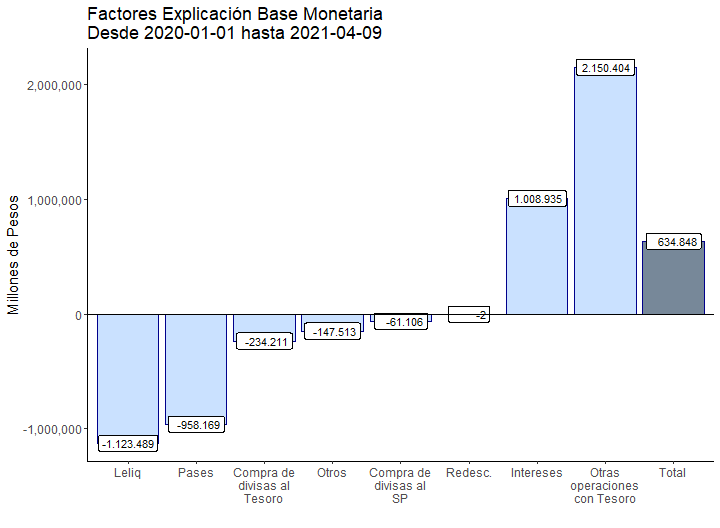 Factores Explicación Base Monetaria
Desde 2020-01-01 hasta 2021-04-09
Millones de Pesos
2,000,000
1,000,000
0
-1,000,000
-1.123.489
-958.169
-234.211
-147.513
-61.106
-2
1.008.935
2.150.404
634.848
Leliq
Pases
Compra de
divisas al
Tesoro
Otros
Compra de
divisas al
SP
Redesc.
Intereses
Otras
operaciones
con Tesoro
Total